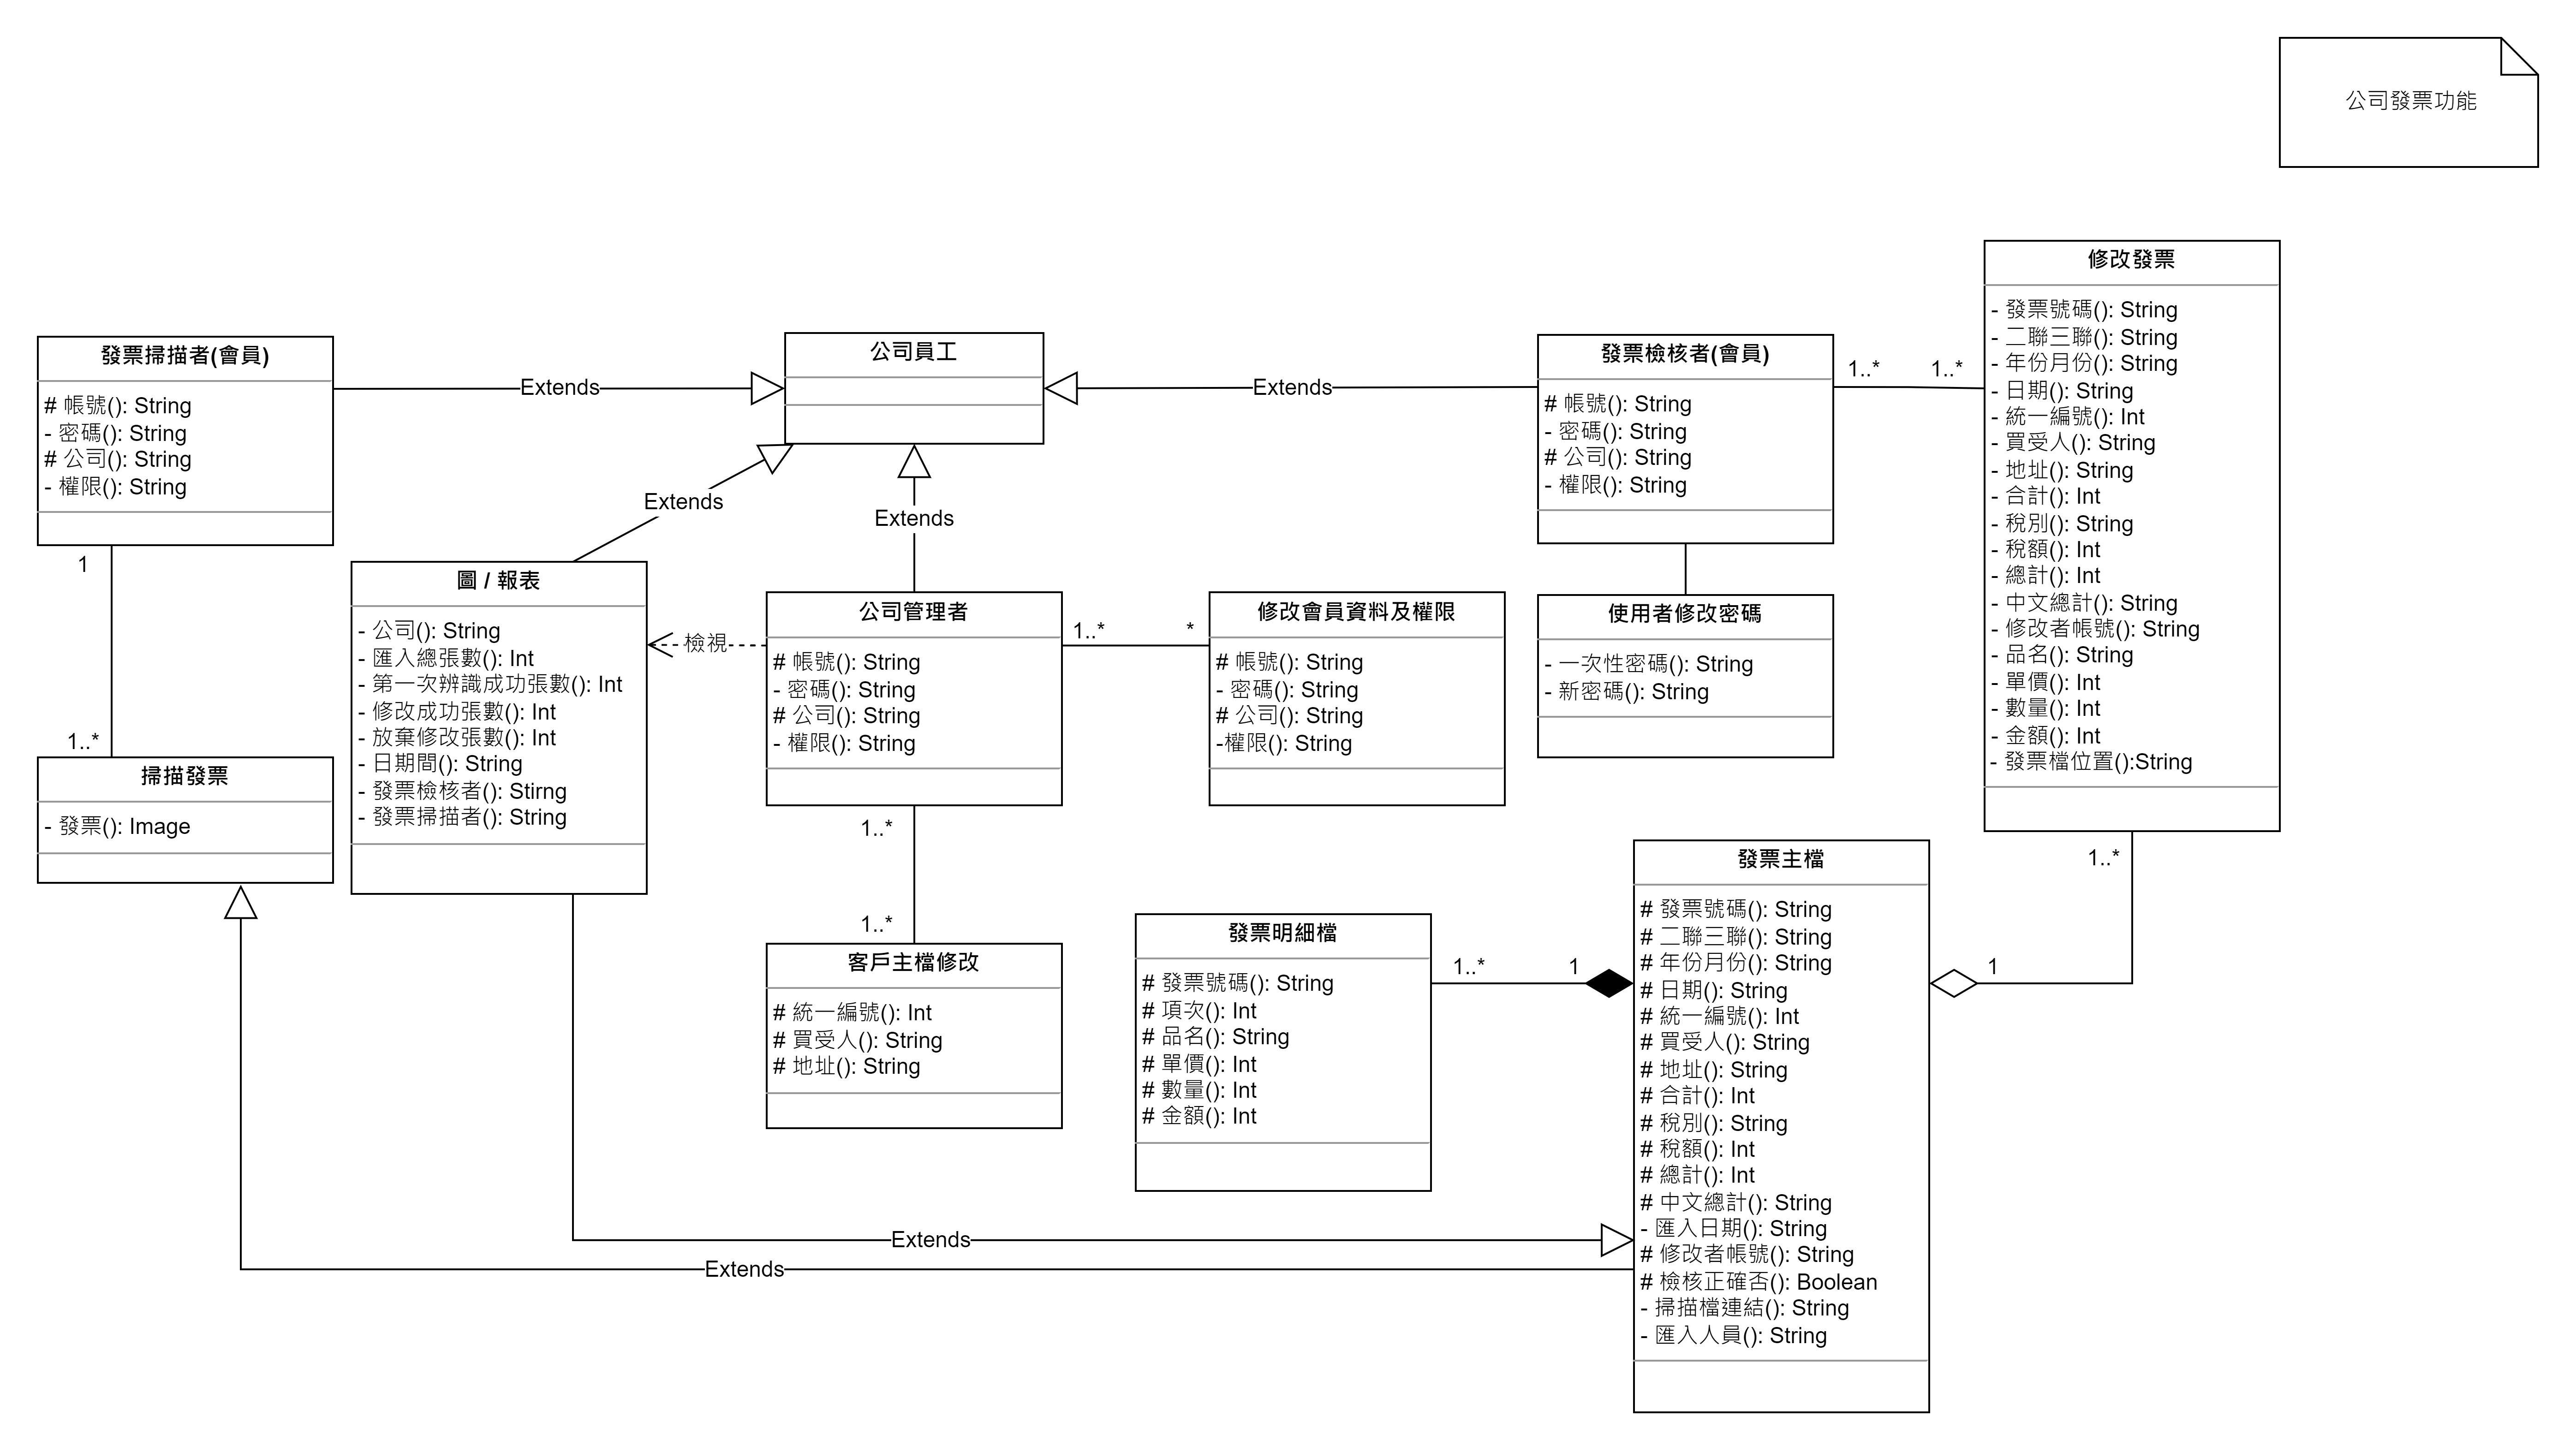 公司發票功能
修改發票
- 發票號碼(): String
- 二聯三聯(): String
- 年份月份(): String
- 日期(): String
- 統一編號(): Int
- 買受人(): String
- 地址(): String
- 合計(): Int
- 稅別(): String
- 稅額(): Int
- 總計(): Int
- 中文總計(): String
- 修改者帳號(): String
- 品名(): String
- 單價(): Int
- 數量(): Int
- 金額(): Int
- 發票檔位置():String
發票掃描者(會員)
# 帳號(): String
- 密碼(): String
# 公司(): String
- 權限(): String
Extends
公司員工
Extends
發票檢核者(會員)
# 帳號(): String
- 密碼(): String
# 公司(): String
- 權限(): String
1..*
1..*
Extends
Extends
1
1..*
圖 / 報表
- 公司(): String
- 匯入總張數(): Int
- 第一次辨識成功張數(): Int
- 修改成功張數(): Int
- 放棄修改張數(): Int
- 日期間(): String
- 發票檢核者(): Stirng
- 發票掃描者(): String
檢視
公司管理者
# 帳號(): String
- 密碼(): String
# 公司(): String
- 權限(): String
1..*
*
修改會員資料及權限
# 帳號(): String
- 密碼(): String
# 公司(): String
-權限(): String
使用者修改密碼
- 一次性密碼(): String
- 新密碼(): String
掃描發票
- 發票(): Image
1..*
1..*
客戶主檔修改
# 統一編號(): Int
# 買受人(): String
# 地址(): String
發票明細檔
# 發票號碼(): String
# 項次(): Int
# 品名(): String
# 單價(): Int
# 數量(): Int
# 金額(): Int
1..*
1
發票主檔
# 發票號碼(): String
# 二聯三聯(): String
# 年份月份(): String
# 日期(): String
# 統一編號(): Int
# 買受人(): String
# 地址(): String
# 合計(): Int
# 稅別(): String
# 稅額(): Int
# 總計(): Int
# 中文總計(): String
- 匯入日期(): String
# 修改者帳號(): String
# 檢核正確否(): Boolean
- 掃描檔連結(): String
- 匯入人員(): String
1..*
1
Extends
Extends